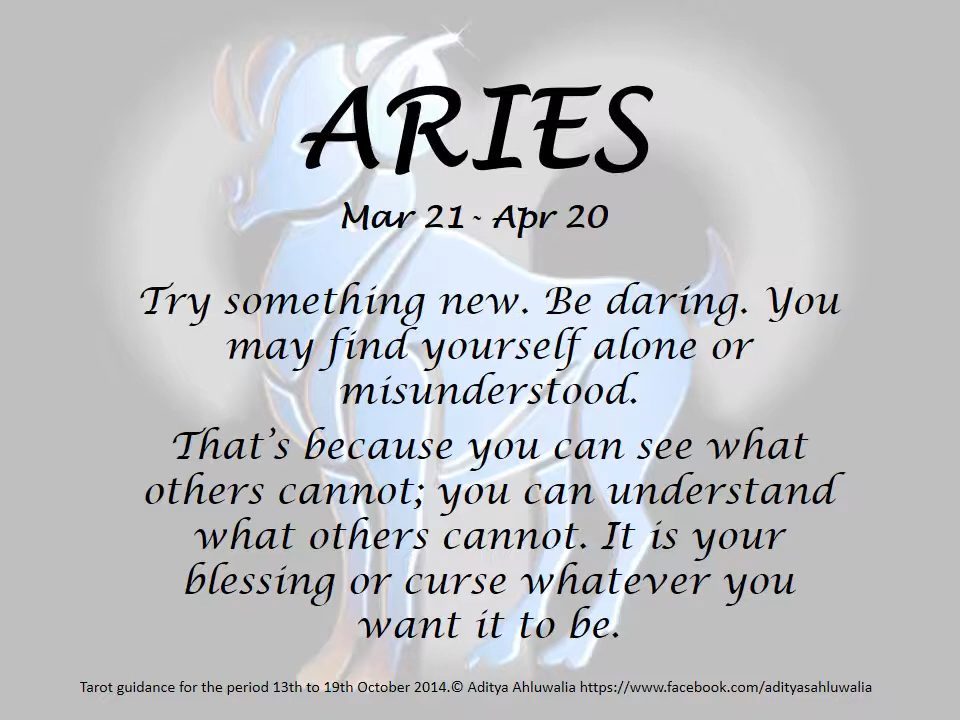 ARIES
Mar 21 - Apr 20
Try something new. Be daring. You
may find yourself alone or
misunderstood.
That's because you can see what
others cannot; you can understand
what others cannot. It is your
blessing or curse whatever you
want it to be.
Tarot guidance for the period 13th to 19th October 2014.© Aditya Ahluwalia https://www.facebook.com/adityasahluwalia